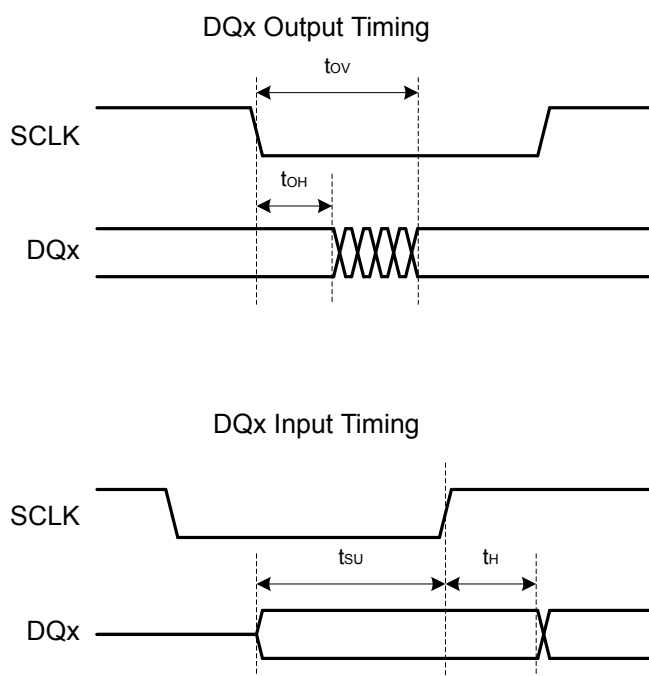 DQx Output Timing
tOV
SCLK
tOH
DQx
DQx Input Timing
SCLK
tSU
tH
DQx